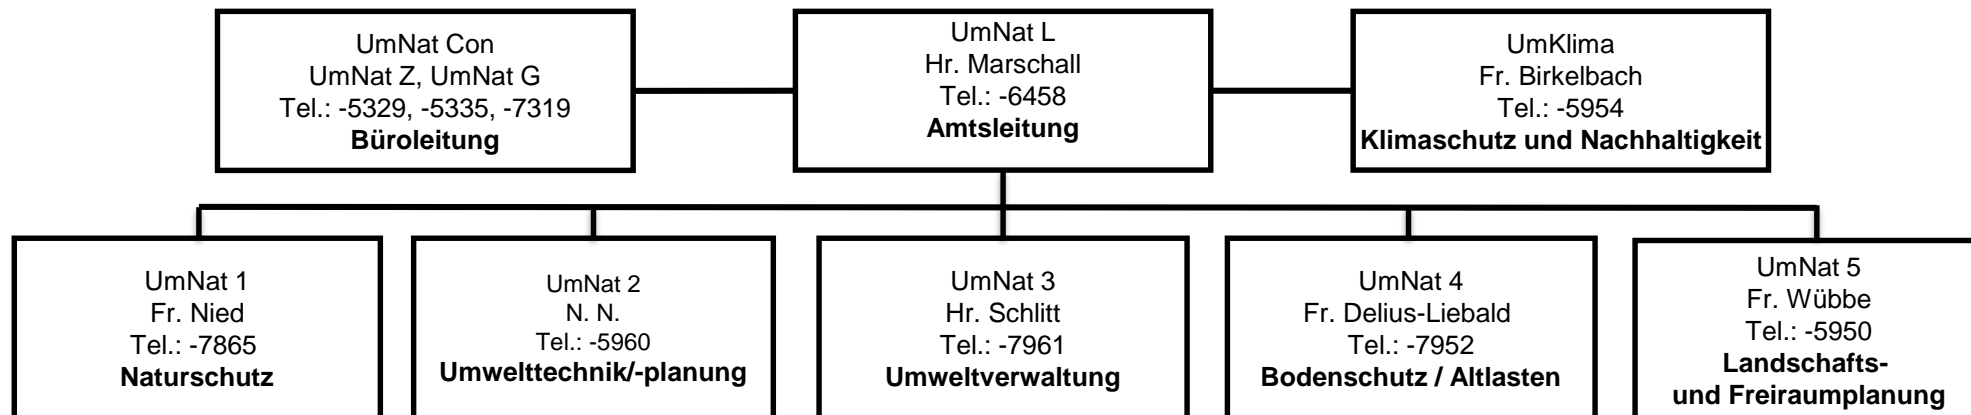 UmNat Con
UmNat Z, UmNat G
Tel.: -5329, -5335, -7319
Büroleitung
UmNat L
Hr. Marschall
Tel.: -6458
Amtsleitung
UmKlima
Fr. Birkelbach
Tel.: -5954
Klimaschutz und Nachhaltigkeit
UmNat 1
Fr. Nied
Tel.: -7865
Naturschutz
UmNat 2
N. N.
Tel.: -5960
Umwelttechnik/-planung
UmNat 3
Hr. Schlitt
Tel.: -7961
Umweltverwaltung
UmNat 4
Fr. Delius-Liebald
Tel.: -7952
Bodenschutz / Altlasten
UmNat 5
Fr. Wübbe
Tel.: -5950
Landschafts-
und Freiraumplanung